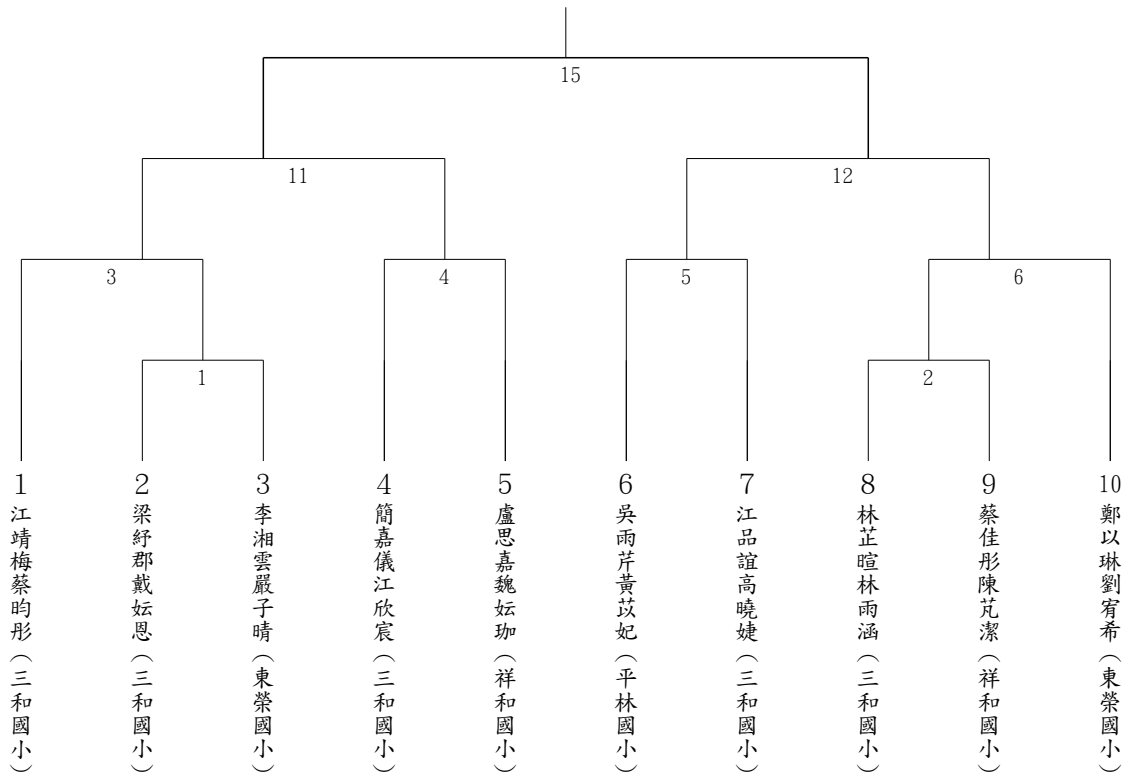 15
11
12
3
4
5
6
1
2
1
江靖梅蔡昀彤(三和國小)
2
梁紓郡戴妘恩(三和國小)
3
李湘雲嚴子晴(東榮國小)
4
簡嘉儀江欣宸(三和國小)
5
盧思嘉魏妘珈(祥和國小)
6
吳雨芹黃苡妃(平林國小)
7
江品誼高曉婕(三和國小)
8
林芷暄林雨涵(三和國小)
9
蔡佳彤陳芃潔(祥和國小)
10
鄭以琳劉宥希(東榮國小)